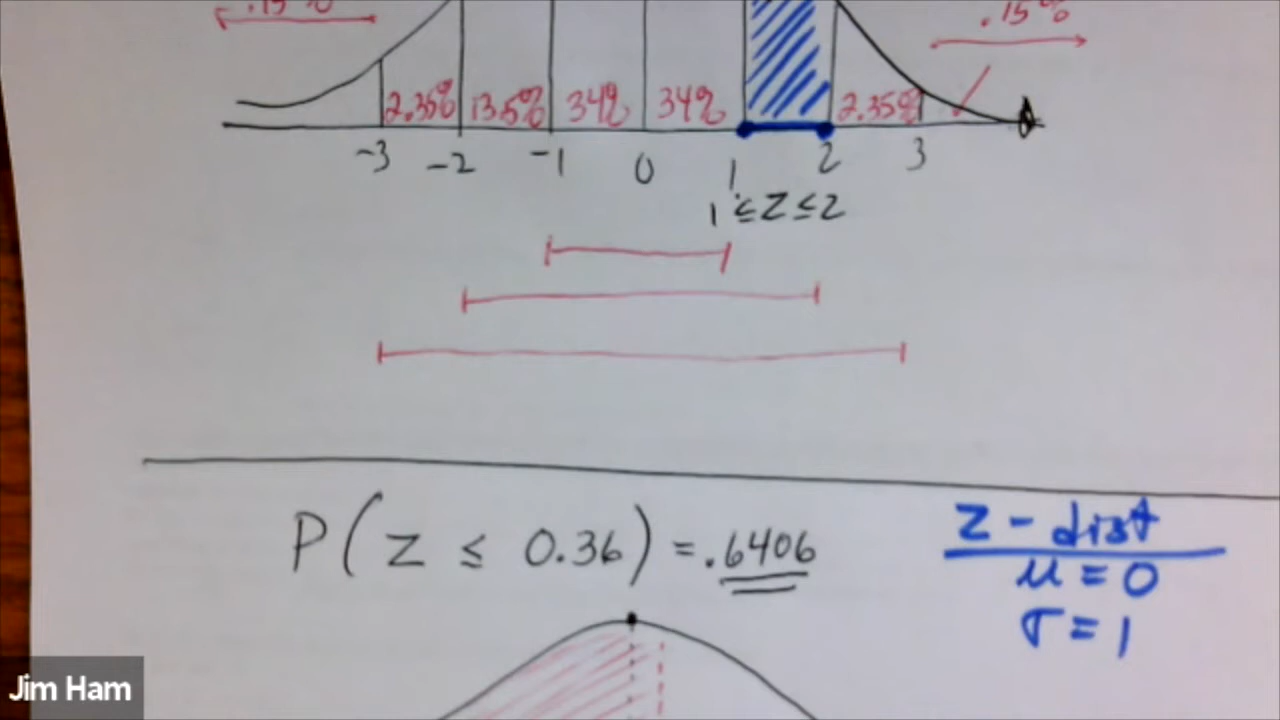 .15%
.15%
2.35% 13.5% 34% 34% 2.35%
-3 -2 -1 0 1 2 3
1 ≤ Z ≤ 2
P(Z ≤ 0.36) = .6406
Z - dist
μ = 0
σ = 1
Jim Ham